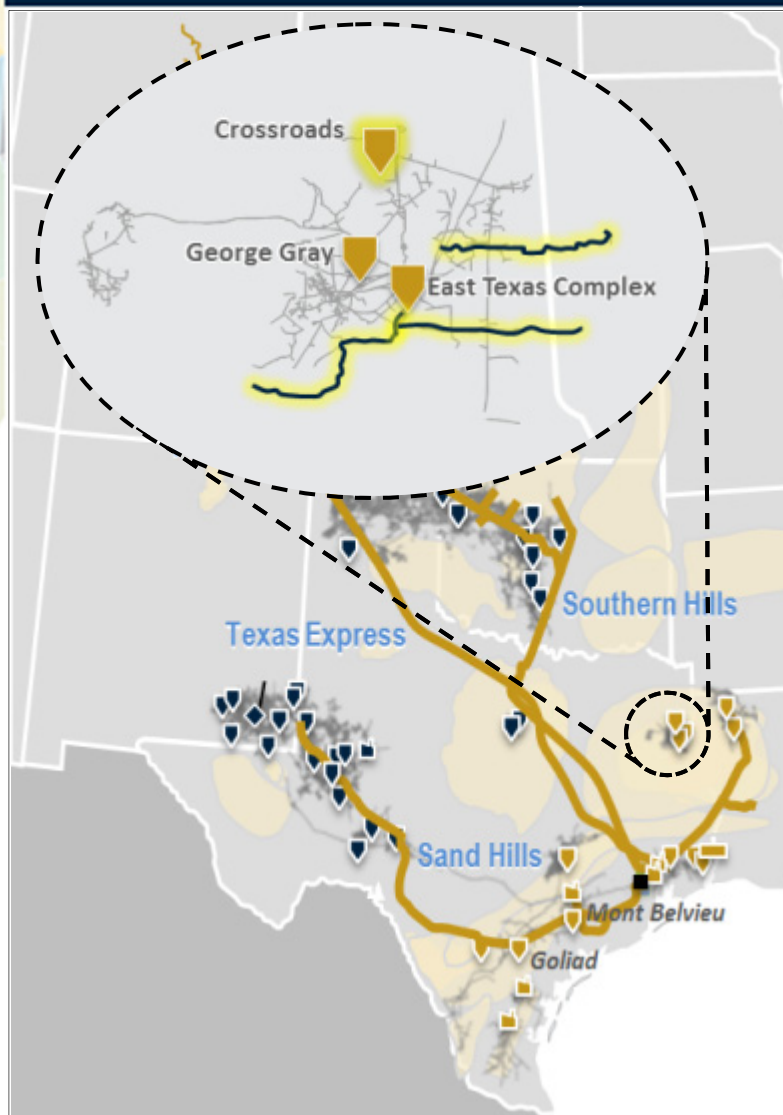 Crossroads
George Gray
East Texas Complex
Southern Hills
Texas Express
Sand Hills
Mont Belvieu
Goliad